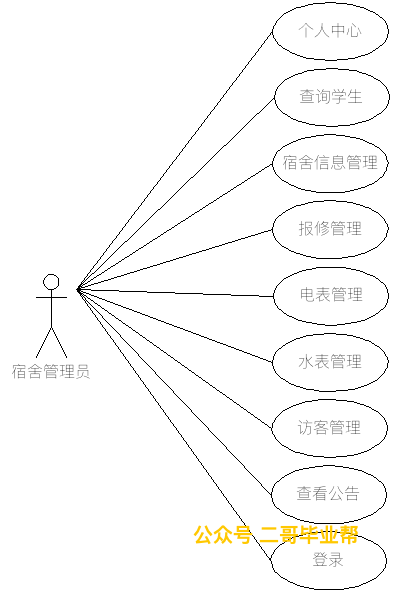 个人中心
查询学生
宿舍信息管理
报修管理
电表管理
水表管理
宿舍管理员
访客管理
查看公告
公众号 二哥毕业帮
登录